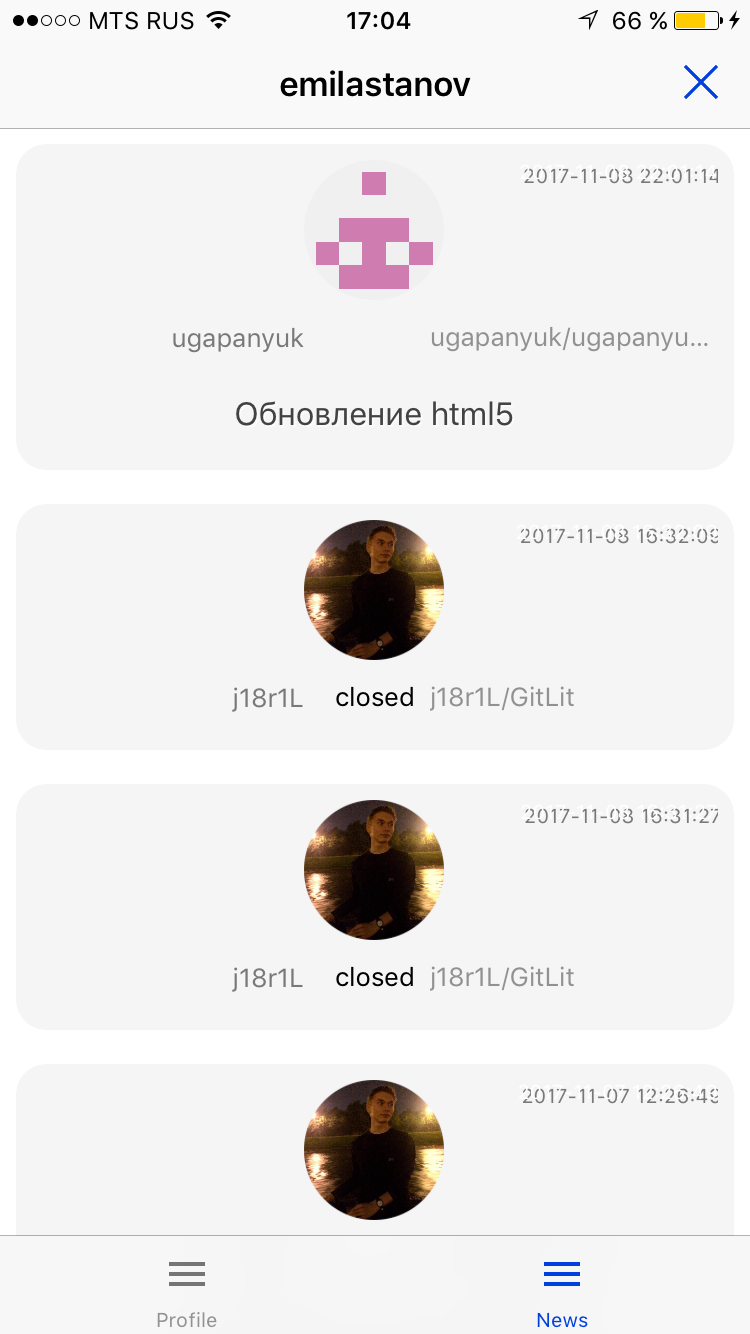 MTS RUS 17:04 66 %
emilastanov
2017-11-08 22:01:14
ugapanyuk ugapanyuk/ugapanyu...
Обновление html5
2017-11-08 16:32:09
j18r1L closed j18r1L/GitLit
2017-11-08 16:31:27
j18r1L closed j18r1L/GitLit
2017-11-07 12:26:49
Profile News